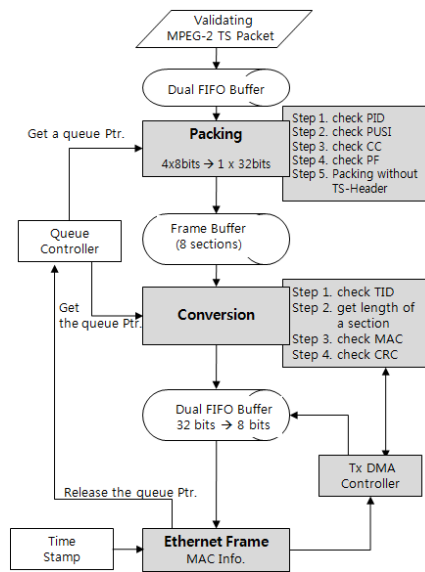 Validating
MPEG-2 TS Packet
Dual FIFO Buffer
Get a queue Ptr.
Packing
4x8bits → 1 x 32bits
Step 1. check PID
Step 2. check PUSI
Step 3. check CC
Step 4. check PF
Step 5. Packing without
TS-Header
Queue
Controller
Frame Buffer
(8 sections)
Get
the queue Ptr.
Conversion
Step 1. check TID
Step 2. get length of
a section
Step 3. check MAC
Step 4. check CRC
Dual FIFO Buffer
32 bits → 8 bits
Tx DMA
Controller
Release the queue Ptr.
Time
Stamp
Ethernet Frame
MAC Info.